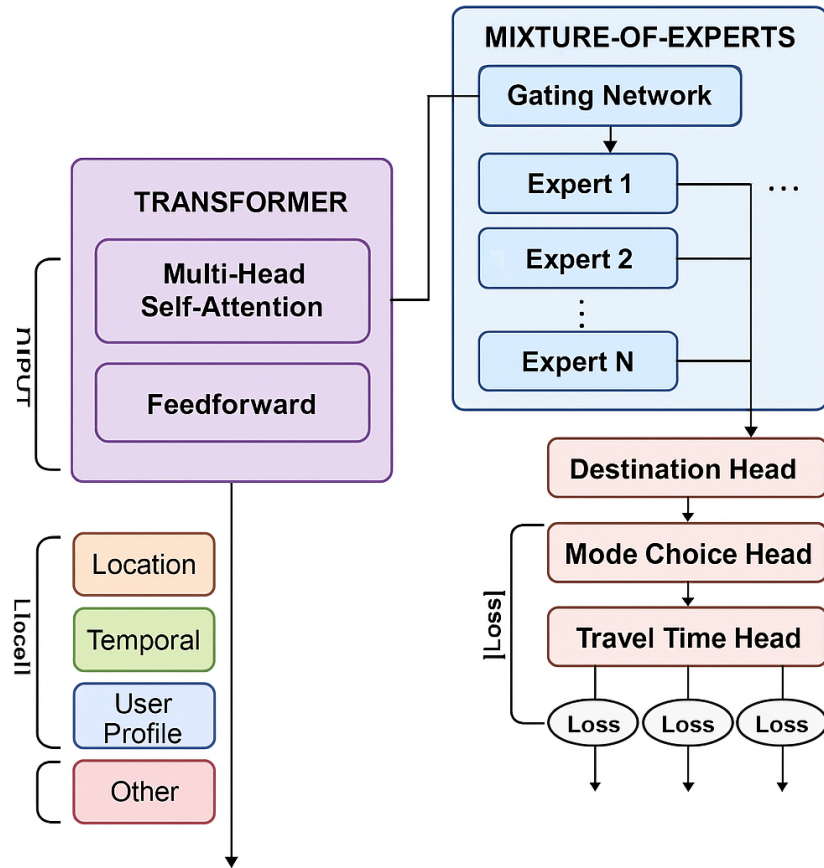 MIXTURE-OF-EXPERTS
Gating Network
Expert 1
...
Expert 2
Expert N
TRANSFORMER
Multi-Head
Self-Attention
Feedforward
Destination Head
Mode Choice Head
Travel Time Head
Loss
Loss
Loss
Loss
Location
Temporal
User
Profile
Other